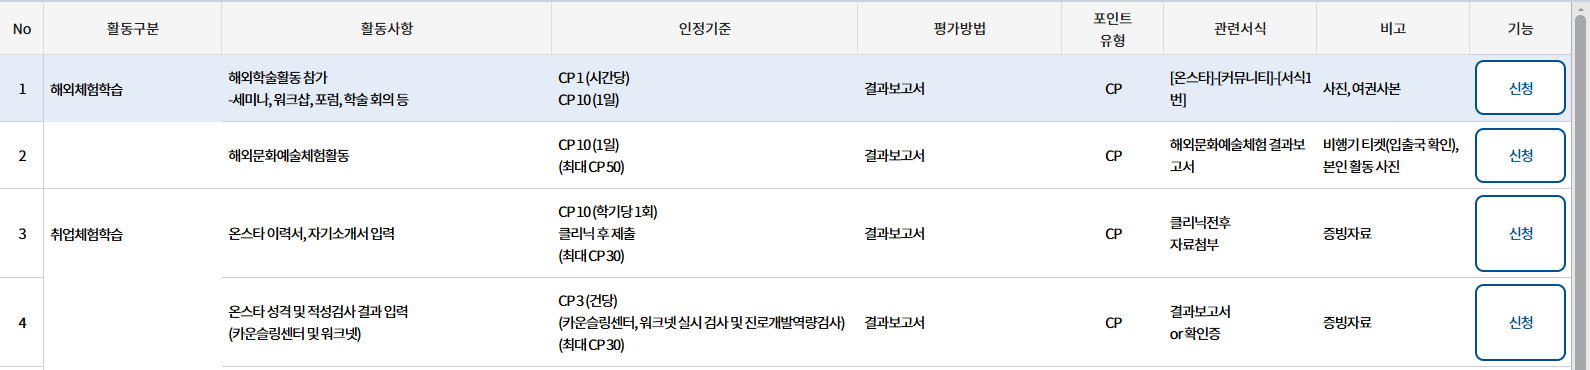 No 활동구분 활동사항 인정기준 평가방법 포인트 유형 관련서식 비고 기능
1 해외체험학습
해외학술활동 참가
-세미나, 워크샵, 포럼, 학술 회의 등
CP 1 (시간당)
CP 10 (1일)
결과보고서
CP
[온스타]-[커뮤니티]-[서식1
번]
사진, 여권사본
신청
2
해외문화예술체험활동
CP 10 (1일)
(최대 CP 50)
결과보고서
CP
해외문화예술체험 결과보
고서
비행기 티켓(입출국 확인),
본인 활동 사진
신청
3 취업체험학습
온스타 이력서, 자기소개서 입력
CP 10 (학기당 1회)
클리닉 후 제출
(최대 CP 30)
결과보고서
CP
클리닉전후
자료첨부
증빙자료
신청
4
온스타 성격 및 적성검사 결과 입력
(카운슬링센터 및 워크넷)
CP 3 (건당)
(카운슬링센터, 워크넷 실시 검사 및 진로개발역량검사)
(최대 CP 30)
결과보고서
CP
결과보고서
or 확인증
증빙자료
신청